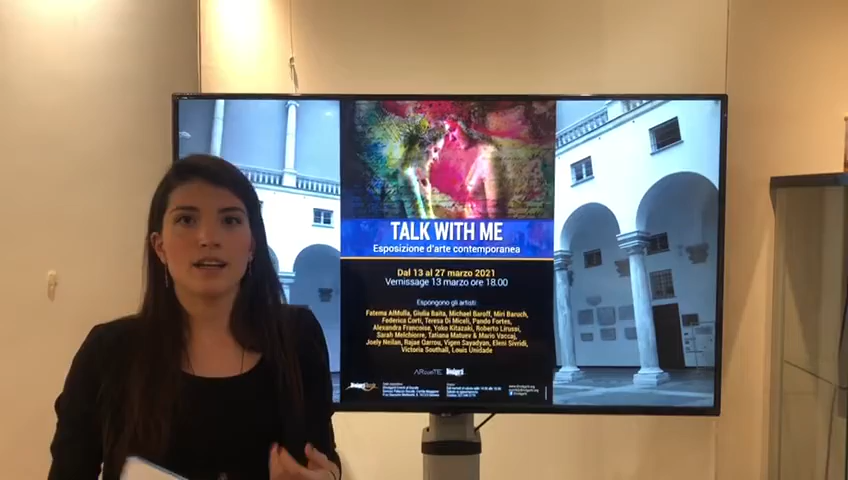 TALK WITH ME
Esposizione d'arte contemporanea
Dal 13 al 27 marzo 2021
Vernissage 13 marzo ore 18.00
Espongono gli artisti
Fatema AlMulla, Giulia Baita, Michael Baroff, Miri Baruch,
Federica Corti, Teresa Di Miceli, Pando Fortes,
Alexandra Francoise, Yoko Kitazaki, Roberto Lirussi,
Sarah Melchiorre, Tatiana Matuev & Mario Vaccaj,
Joely Neilan, Rajae Qarrou, Vigen Sayadyan, Eleni Sivridi,
Victoria Southall, Louis Unidade
ARconTE
Divulgarti